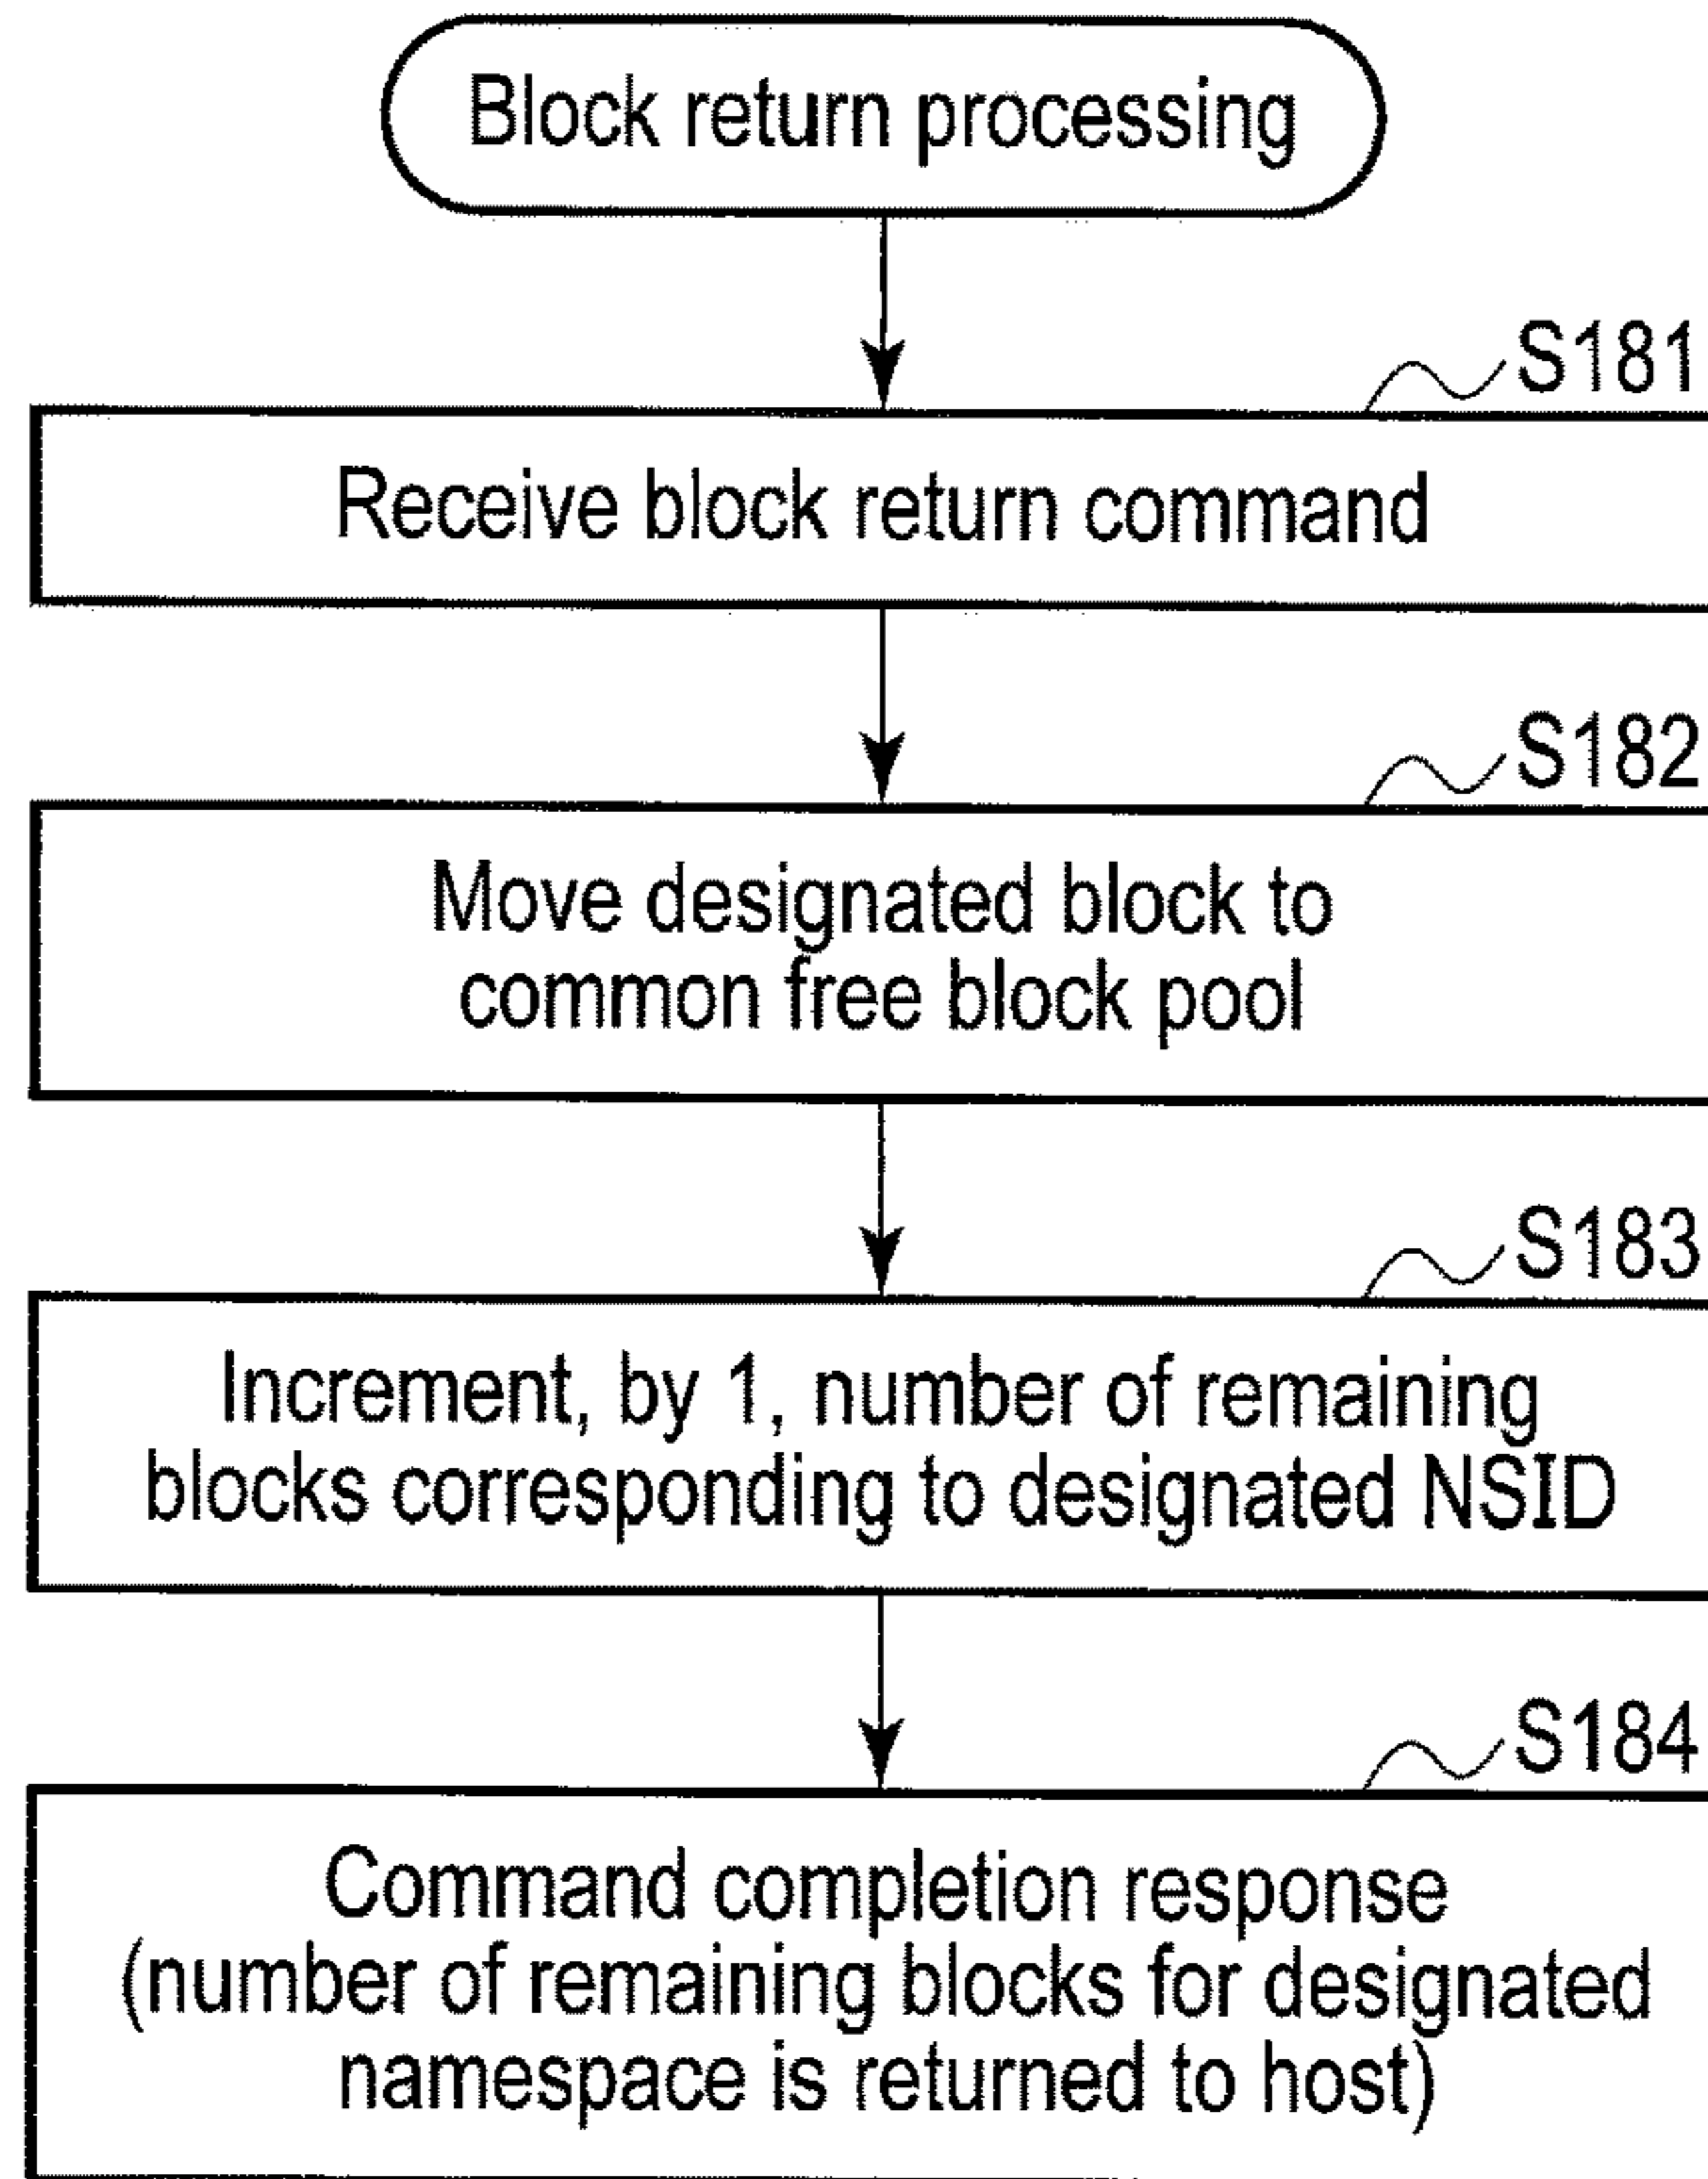 Block return processing
S181
Receive block return command
S182
Move designated block to
common free block pool
S183
Increment, by 1, number of remaining
blocks corresponding to designated NSID
S184
Command completion response
(number of remaining blocks for designated
namespace is returned to host)